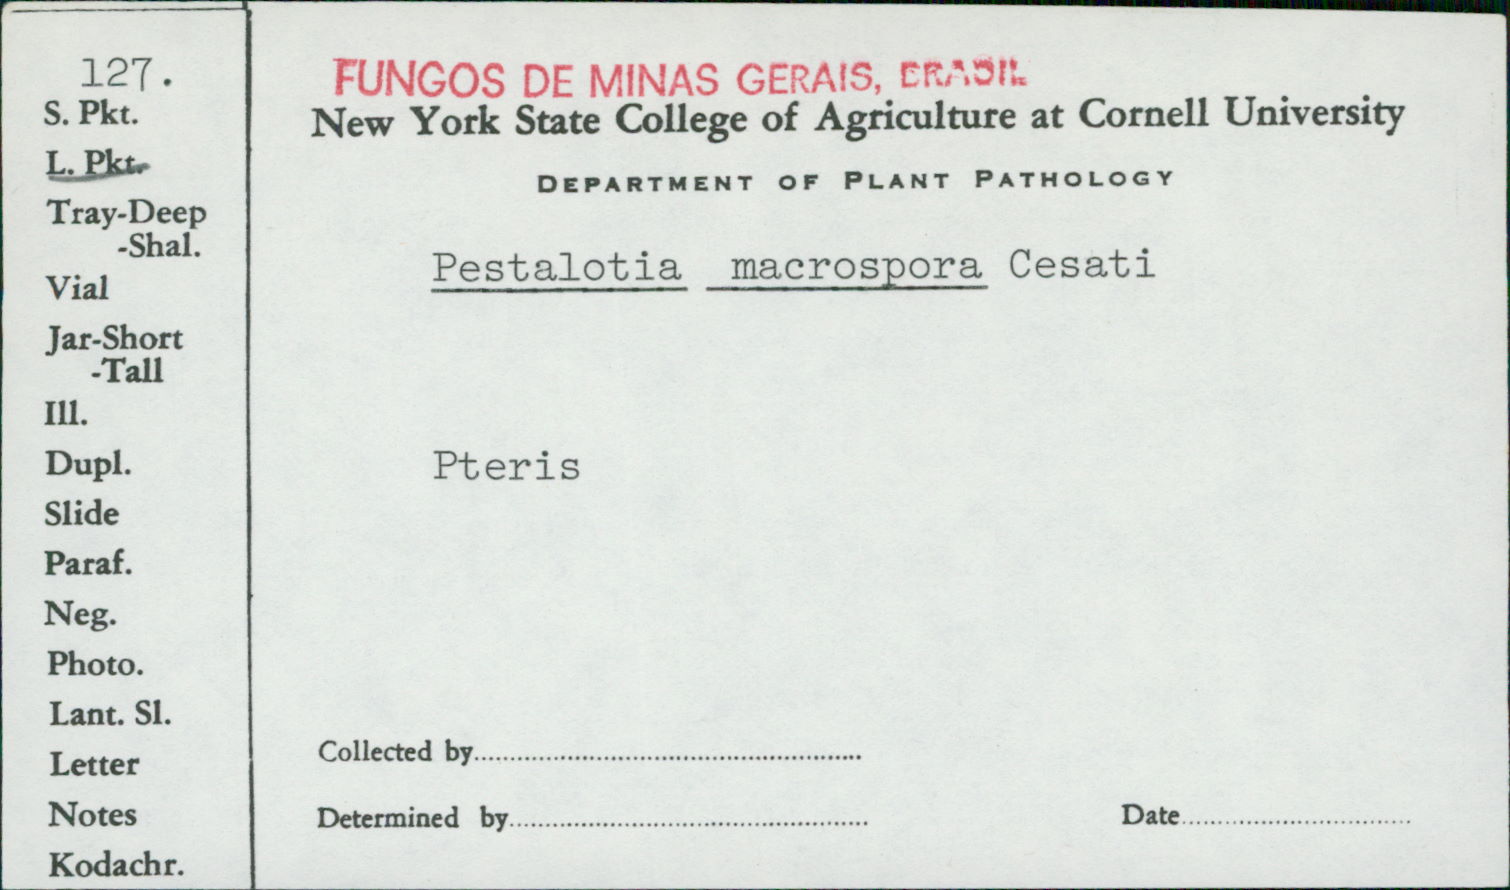 127.
S. Pkt.
L. Pkt.
Tray-Deep
-Shal.
Vial
Jar-Short
-Tall
Ill.
Dupl.
Slide
Paraf.
Neg.
Photo.
Lant. Sl.
Letter
Notes
Kodachr.
FUNGOS DE MINAS GERAIS, BRASIL
New York State College of Agriculture at Cornell University
DEPARTMENT OF PLANT PATHOLOGY
Pestalotia macrospora Cesati
Pteris
Collected by
Determined by
Date